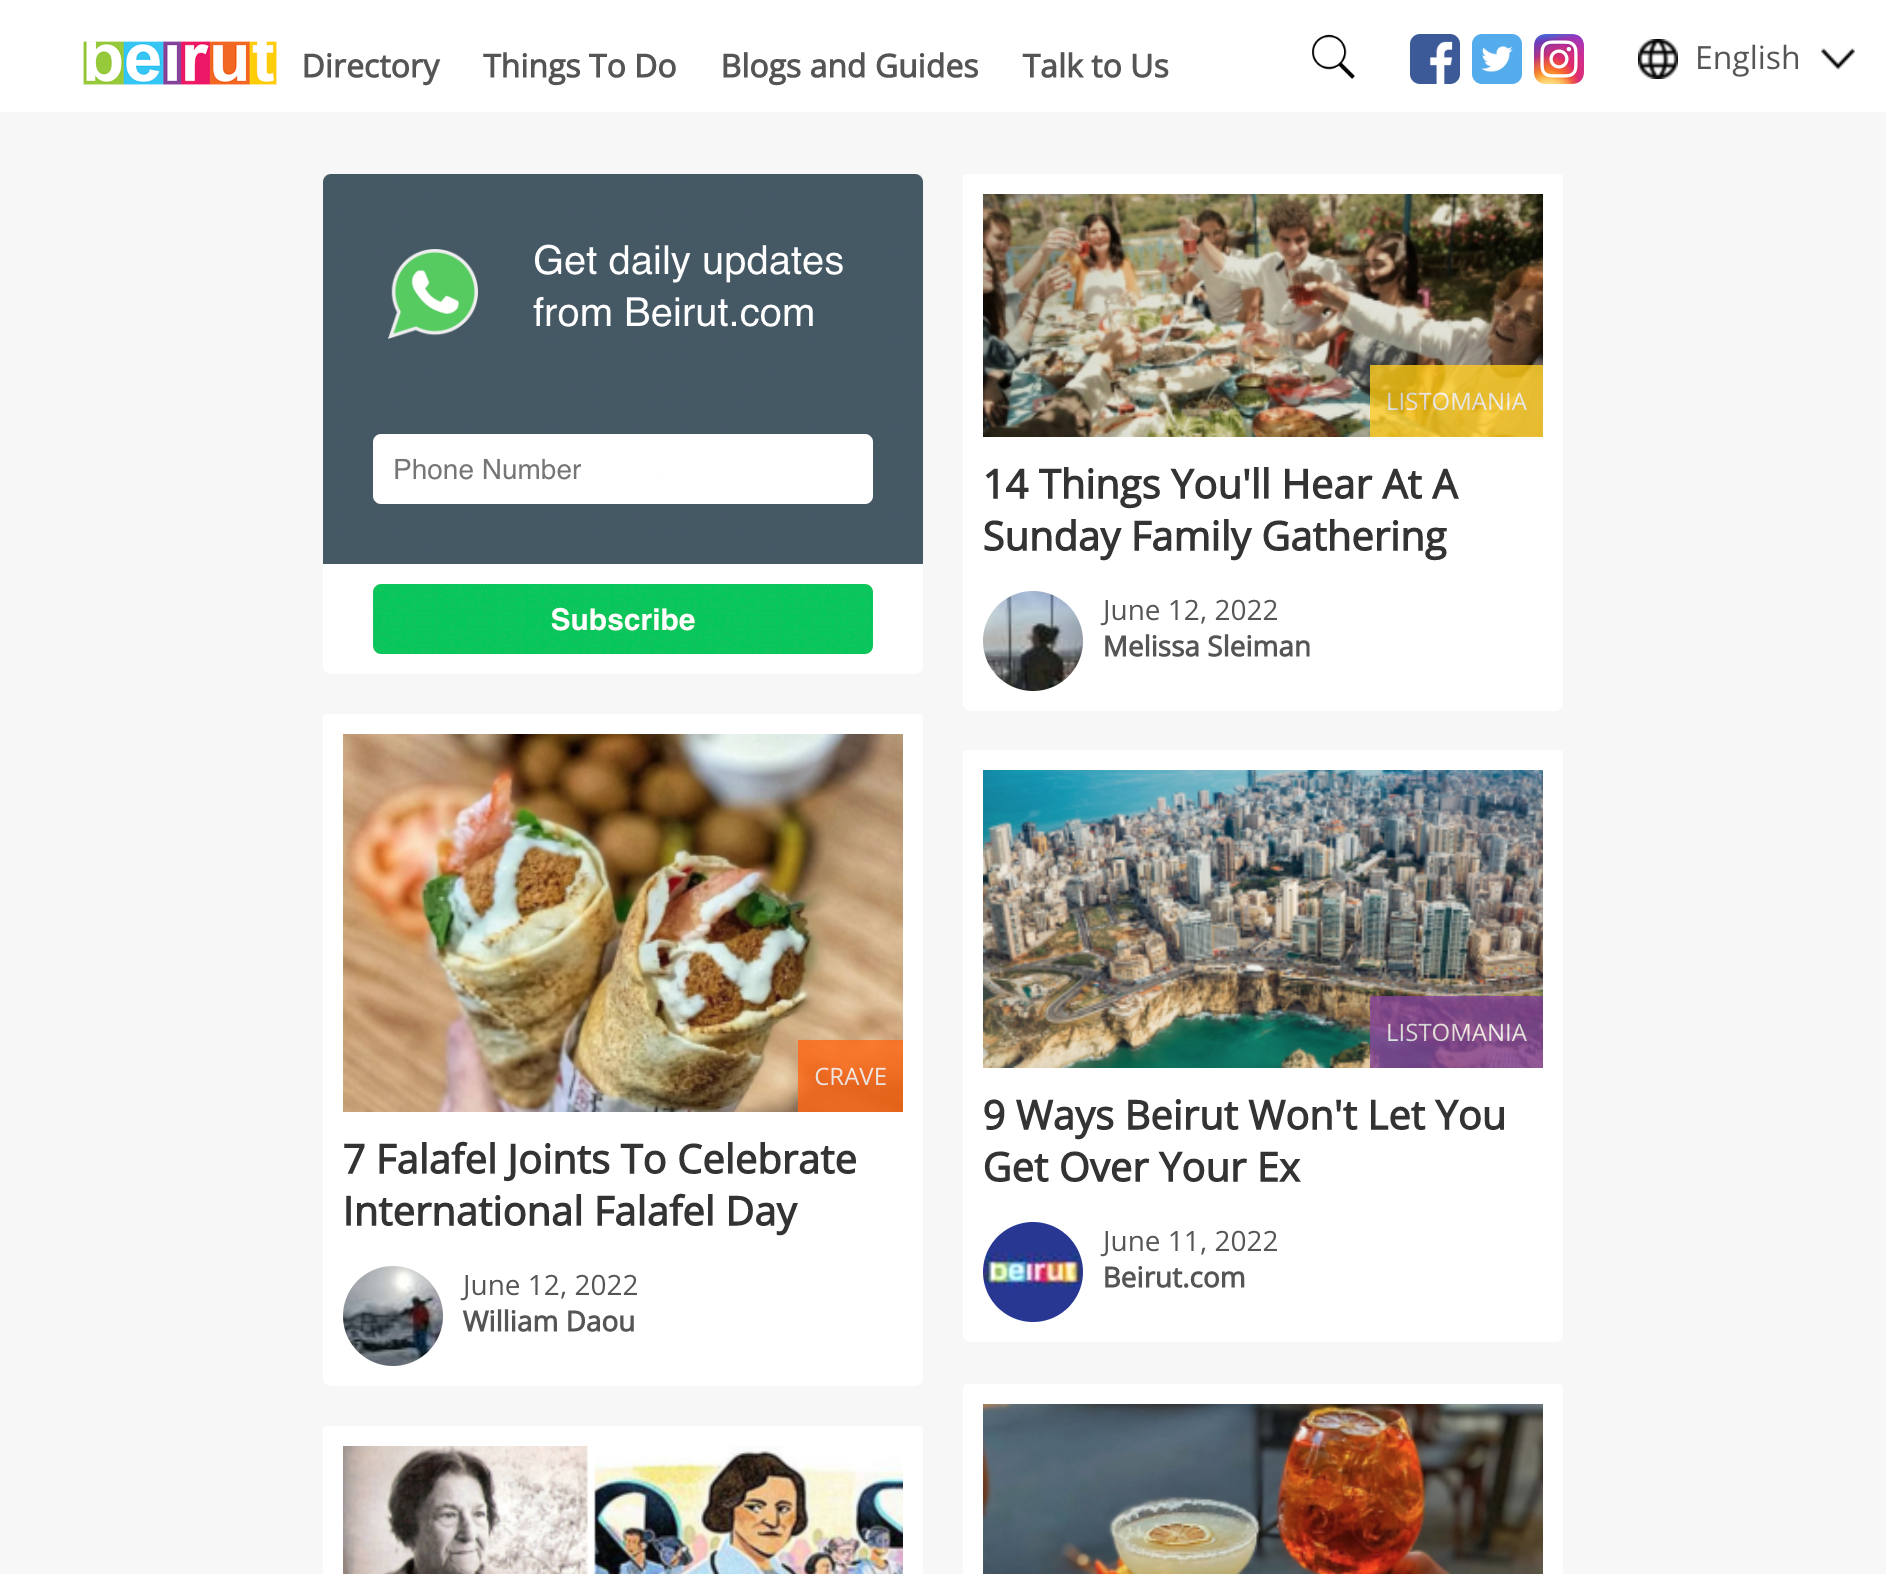 beirut
Directory
Things To Do
Blogs and Guides
Talk to Us
English
Get daily updates
from Beirut.com
Phone Number
Subscribe
LISTOMANIA
14 Things You'll Hear At A
Sunday Family Gathering
June 12, 2022
Melissa Sleiman
CRAVE
7 Falafel Joints To Celebrate
International Falafel Day
June 12, 2022
William Daou
LISTOMANIA
9 Ways Beirut Won't Let You
Get Over Your Ex
beirut
June 11, 2022
Beirut.com